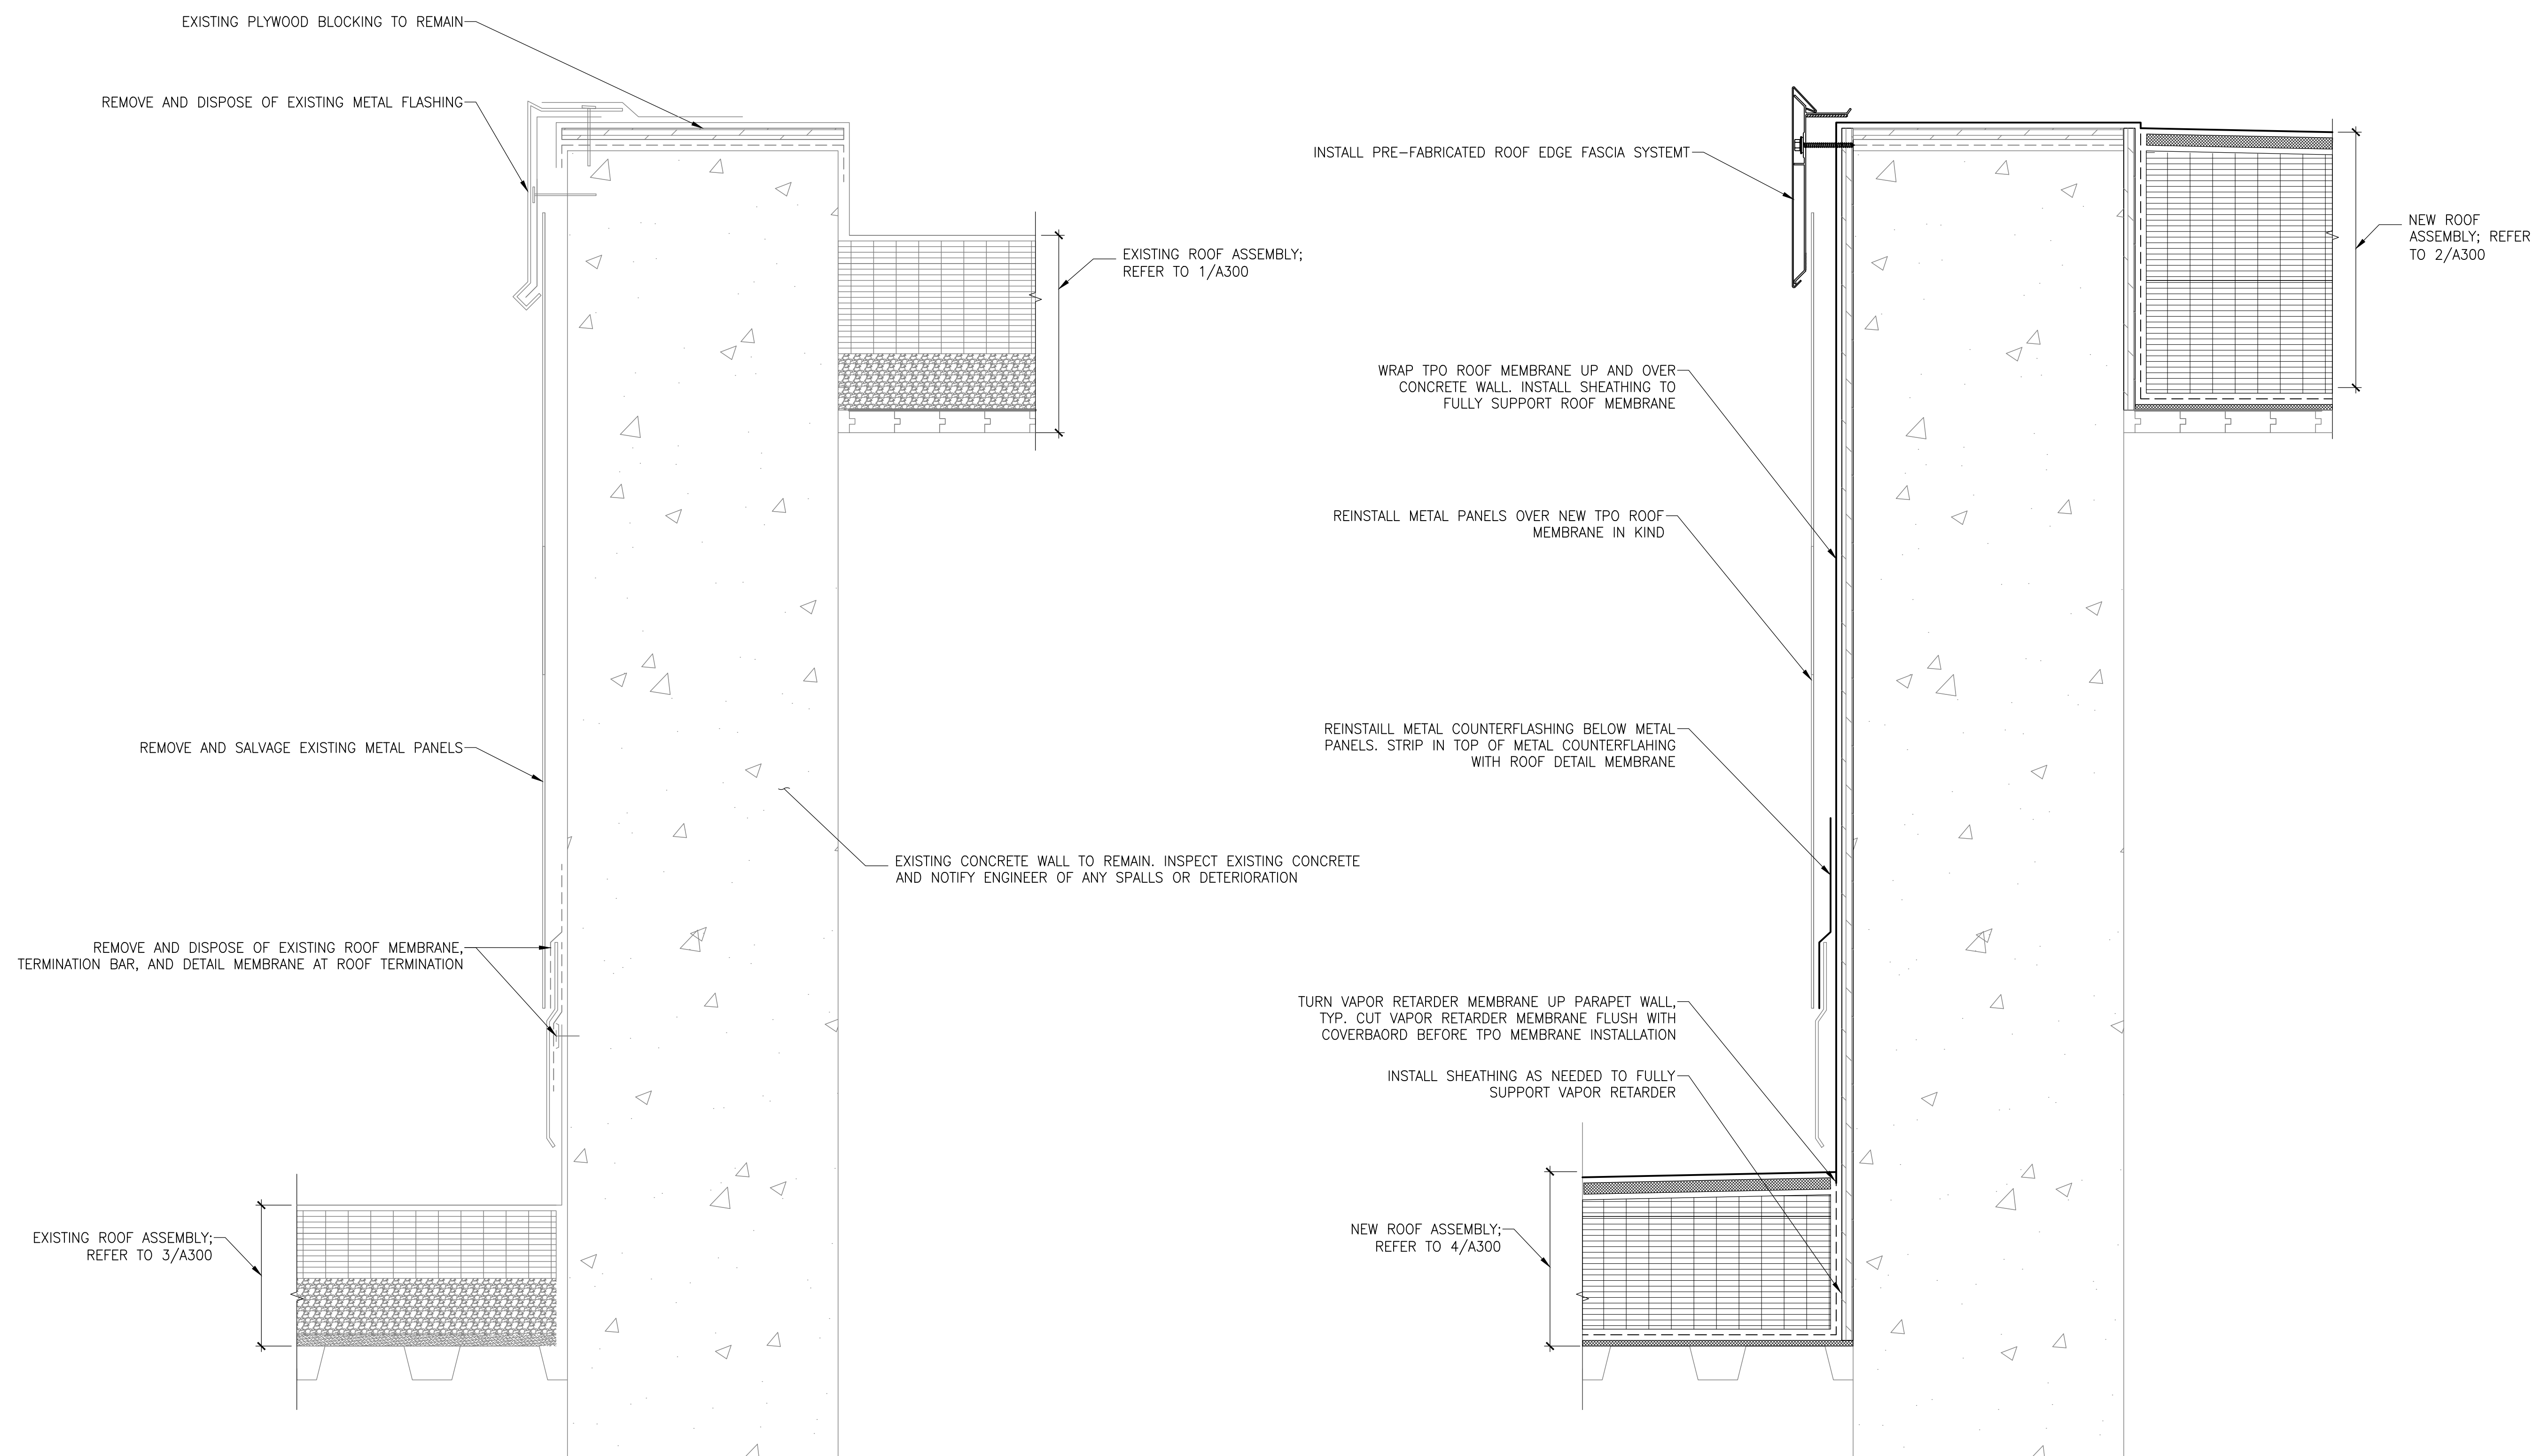 EXISTING PLYWOOD BLOCKING TO REMAIN
REMOVE AND DISPOSE OF EXISTING METAL FLASHING
EXISTING ROOF ASSEMBLY;
REFER TO 1/A300
REMOVE AND SALVAGE EXISTING METAL PANELS
EXISTING CONCRETE WALL TO REMAIN. INSPECT EXISTING CONCRETE
AND NOTIFY ENGINEER OF ANY SPALLS OR DETERIORATION
REMOVE AND DISPOSE OF EXISTING ROOF MEMBRANE,
TERMINATION BAR, AND DETAIL MEMBRANE AT ROOF TERMINATION
EXISTING ROOF ASSEMBLY;
REFER TO 3/A300
INSTALL PRE-FABRICATED ROOF EDGE FASCIA SYSTEMT
NEW ROOF
ASSEMBLY; REFER
TO 2/A300
WRAP TPO ROOF MEMBRANE UP AND OVER
CONCRETE WALL. INSTALL SHEATHING TO
FULLY SUPPORT ROOF MEMBRANE
REINSTALL METAL PANELS OVER NEW TPO ROOF
MEMBRANE IN KIND
REINSTAILL METAL COUNTERFLASHING BELOW METAL
PANELS. STRIP IN TOP OF METAL COUNTERFLAHING
WITH ROOF DETAIL MEMBRANE
TURN VAPOR RETARDER MEMBRANE UP PARAPET WALL,
TYP. CUT VAPOR RETARDER MEMBRANE FLUSH WITH
COVERBAORD BEFORE TPO MEMBRANE INSTALLATION
INSTALL SHEATHING AS NEEDED TO FULLY
SUPPORT VAPOR RETARDER
NEW ROOF ASSEMBLY;
REFER TO 4/A300